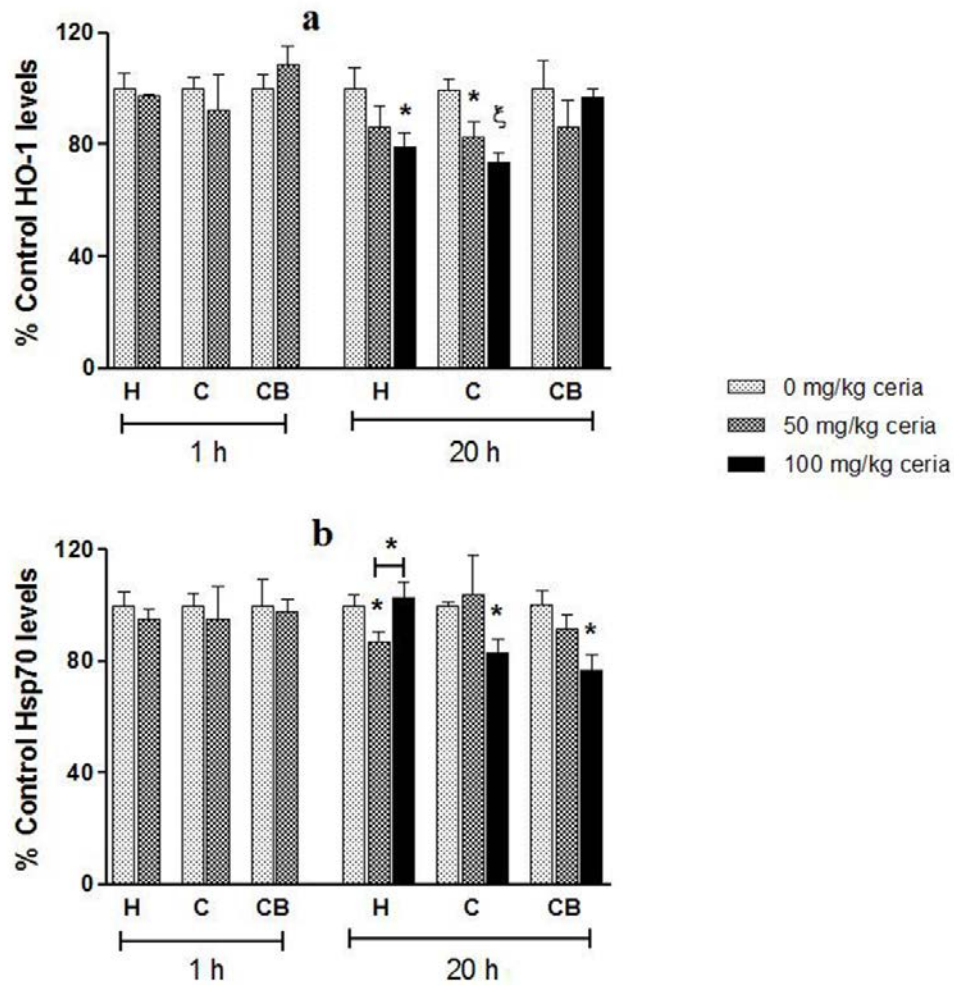 a
% Control HO-1 levels
120
80
40
0
* * ξ
H C CB H C CB
1 h 20 h
0 mg/kg ceria
50 mg/kg ceria
100 mg/kg ceria
b
% Control Hsp70 levels
120
80
40
0
*
* * *
H C CB H C CB
1 h 20 h